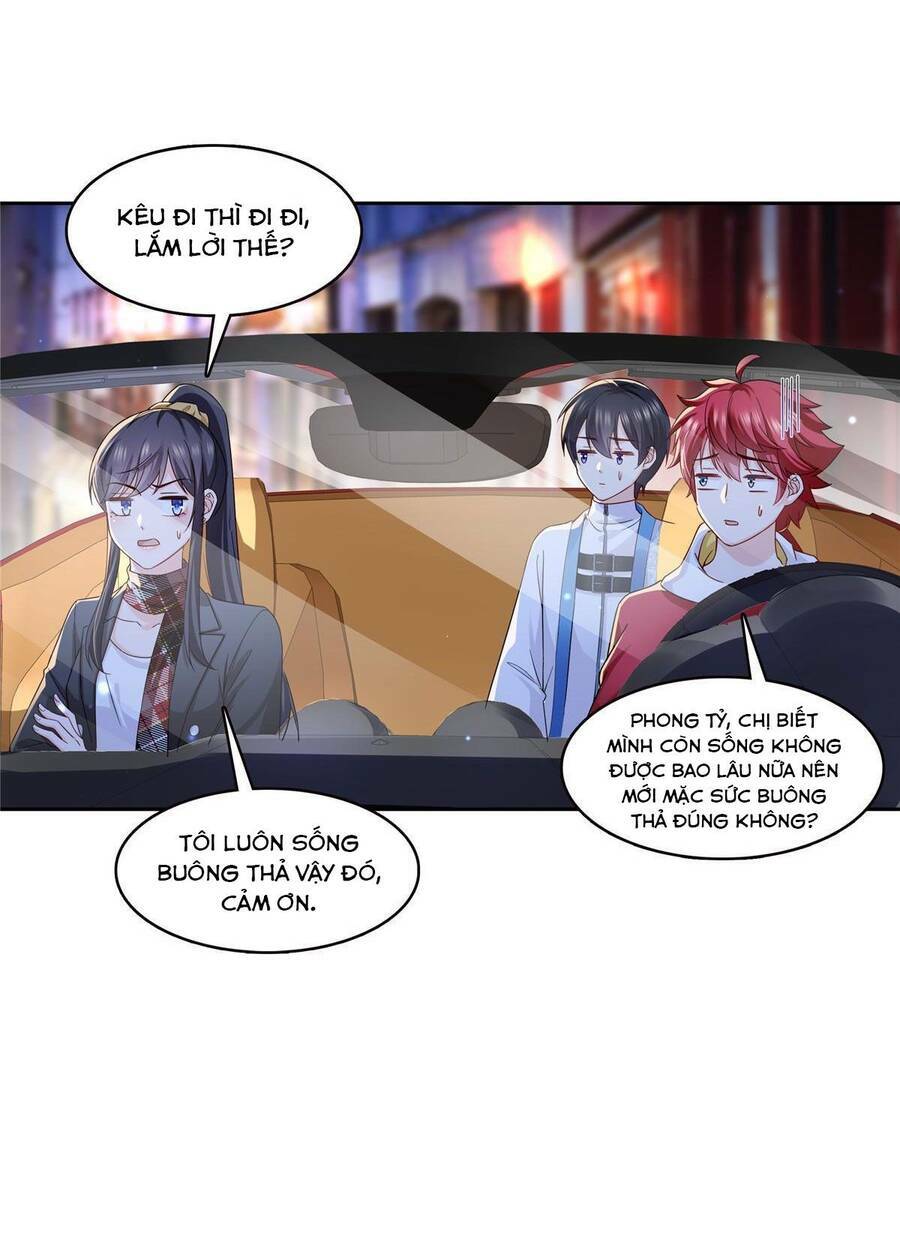 KÊU ĐI THÌ ĐI ĐI,
LẮM LỜI THẾ?
PHONG TỶ, CHỊ BIẾT
MÌNH CÒN SỐNG KHÔNG
ĐƯỢC BAO LÂU NỮA NÊN
MỚI MẶC SỨC BUÔNG
THẢ ĐÚNG KHÔNG?
TÔI LUÔN SỐNG
BUÔNG THẢ VẬY ĐÓ,
CẢM ƠN.